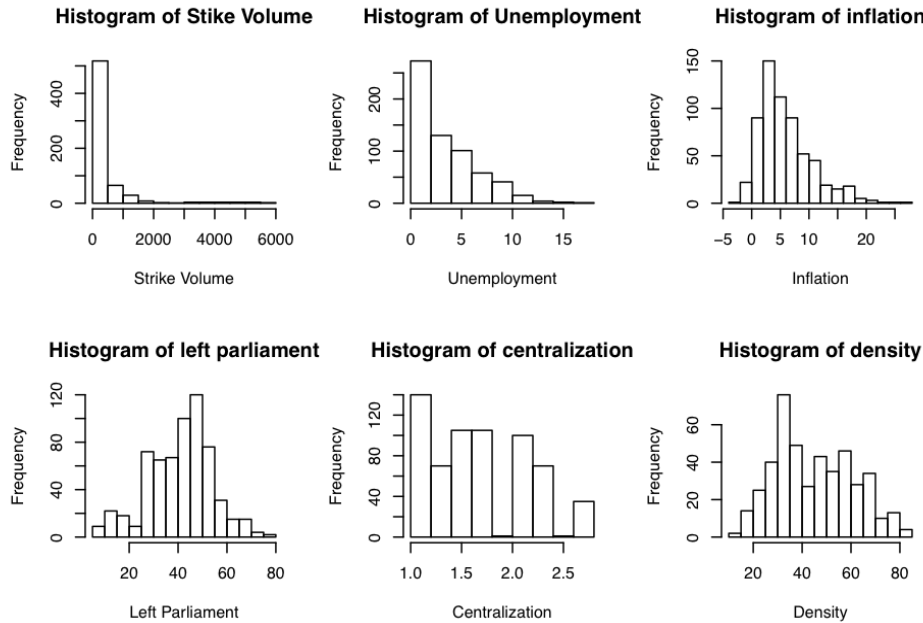 Histogram of Stike Volume
Frequency
0 200 400
0 2000 4000 6000
Strike Volume
Histogram of Unemployment
Frequency
0 100 200
0 5 10 15
Unemployment
Histogram of inflation
Frequency
0 50 100 150
−5 0 5 10 20
Inflation
Histogram of left parliament
Frequency
0 40 80 120
20 40 60 80
Left Parliament
Histogram of centralization
Frequency
0 40 80 120
1.0 1.5 2.0 2.5
Centralization
Histogram of density
Frequency
0 20 40 60
20 40 60 80
Density